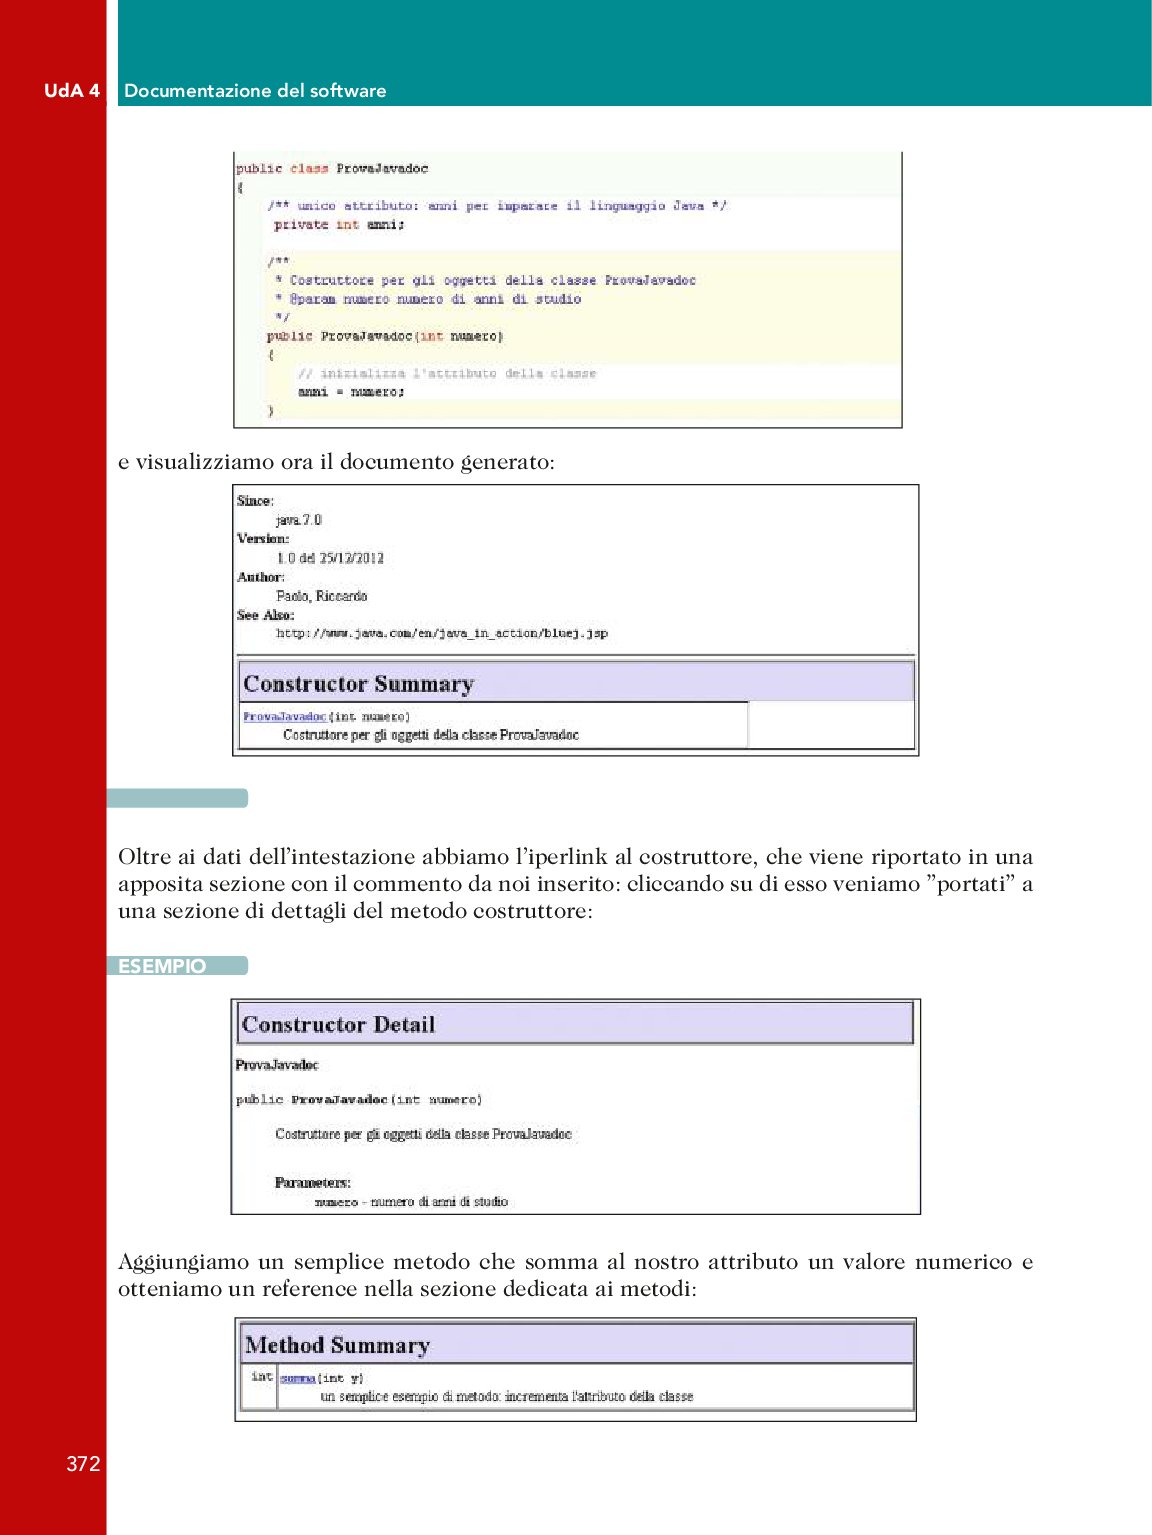 UdA 4 Documentazione del software
public class ProvaJavadoc
{
/** unico attributo: anni per imparare il linguaggio Java */
private int anni;
/**
* Costruttore per gli oggetti della classe ProvaJavadoc
* @param numero numero di anni di studio
*/
public ProvaJavadoc(int numero)
{
// inizializza l'attributo della classe
anni = numero;
}
e visualizziamo ora il documento generato:
Since:
java.7.0
Version:
1.0 del 25/12/2012
Author:
Paolo, Riccardo
See Also:
http://www.java.com/en/java_in_action/bluej.jsp
Constructor Summary
ProvaJavadoc(int numero)
Costruttore per gli oggetti della classe ProvaJavadoc
Oltre ai dati dell’intestazione abbiamo l’iperlink al costruttore, che viene riportato in una
apposita sezione con il commento da noi inserito: cliccando su di esso veniamo ”portati” a
una sezione di dettagli del metodo costruttore:
ESEMPIO
Constructor Detail
ProvaJavadoc
public ProvaJavadoc(int numero)
Costruttore per gli oggetti della classe ProvaJavadoc
Parameters:
numero - numero di anni di studio
Aggiungiamo un semplice metodo che somma al nostro attributo un valore numerico e
otteniamo un reference nella sezione dedicata ai metodi:
Method Summary
int somma(int y)
un semplice esempio di metodo: incrementa l'attributo della classe
372